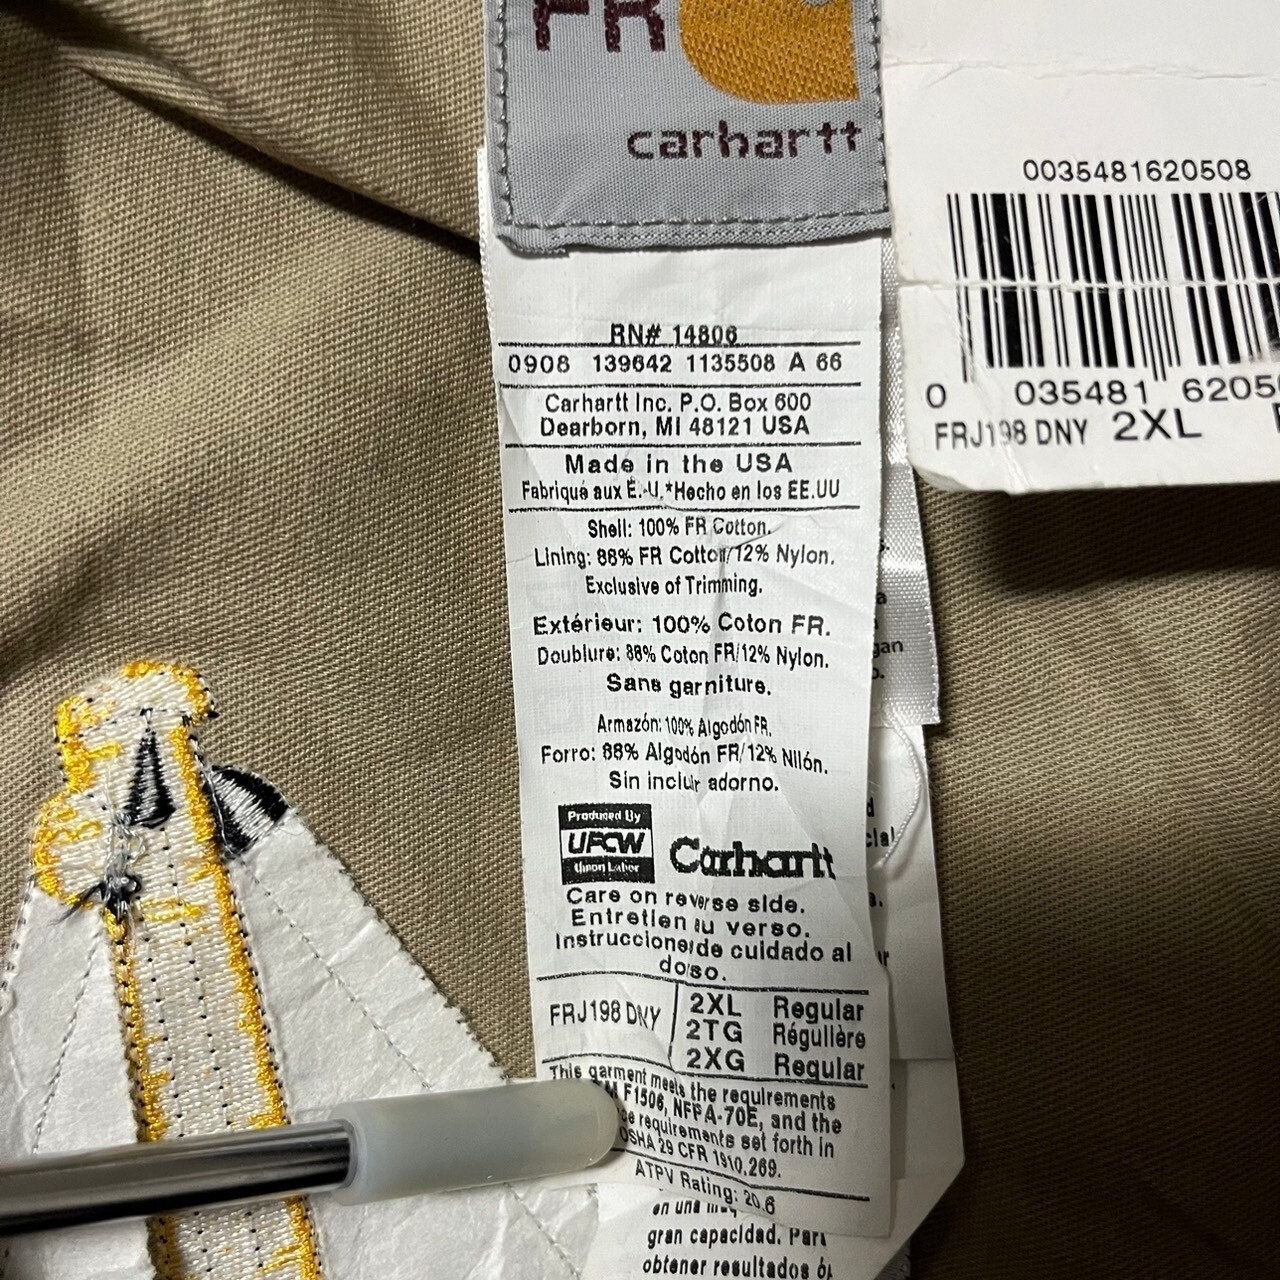 FR
carhartt
0035481620508
0 035481 6205
FRJ198 DNY 2XL
RN# 14806
0908 139642 1135508 A 66
Carhartt Inc. P.O. Box 600
Dearborn, MI 48121 USA
Made in the USA
Fabriqué aux É.-U.*Hecho en los EE.UU
Shell: 100% FR Cotton.
Lining: 88% FR Cotton/12% Nylon.
Exclusive of Trimming.
Extérieur: 100% Coton FR.
Doublure: 88% Coton FR/12% Nylon.
Sans garniture.
Armazón: 100% Algodón FR.
Forro: 88% Algodón FR/12% Nilón.
Sin incluir adorno.
Produced By
UFCW
Union Labor
Carhartt
Care on reverse side.
Entretien au verso.
Instrucciones de cuidado al
dorso.
FRJ198 DNY
2XL Regular
2TG Régulière
2XG Regular
This garment meets the requirements
F1506, NFPA-70E, and the
requirements set forth in
OSHA 29 CFR 1910.269.
ATPV Rating: 20.6
en una
gran capacidad. Para
obtener resultados